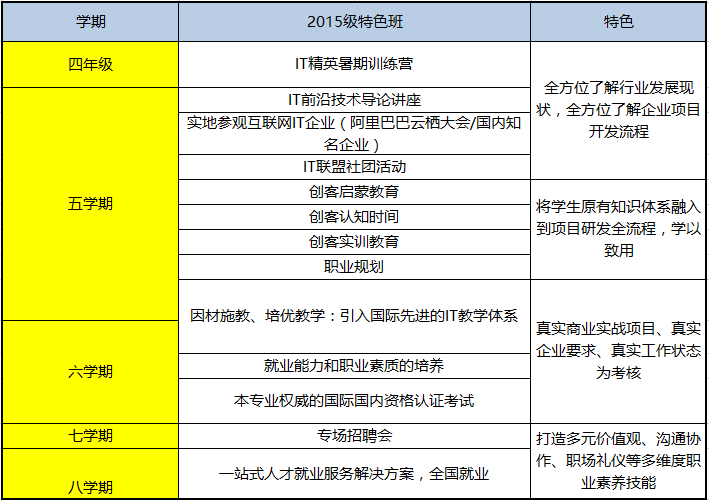 学期 2015级特色班 特色
四年级 IT精英暑期训练营
全方位了解行业发展现
状，全方位了解企业项目
开发流程
五学期
IT前沿技术导论讲座
实地参观互联网IT企业（阿里巴巴云栖大会/国内知
名企业）
IT联盟社团活动
创客启蒙教育
创客认知时间
创客实训教育
职业规划
将学生原有知识体系融入
到项目研发全流程，学以
致用
因材施教、培优教学：引入国际先进的IT教学体系
六学期
就业能力和职业素质的培养
本专业权威的国际国内资格认证考试
真实商业实战项目、真实
企业要求、真实工作状态
为考核
七学期 专场招聘会
八学期 一站式人才就业服务解决方案，全国就业
打造多元价值观、沟通协
作、职场礼仪等多维度职
业素养技能